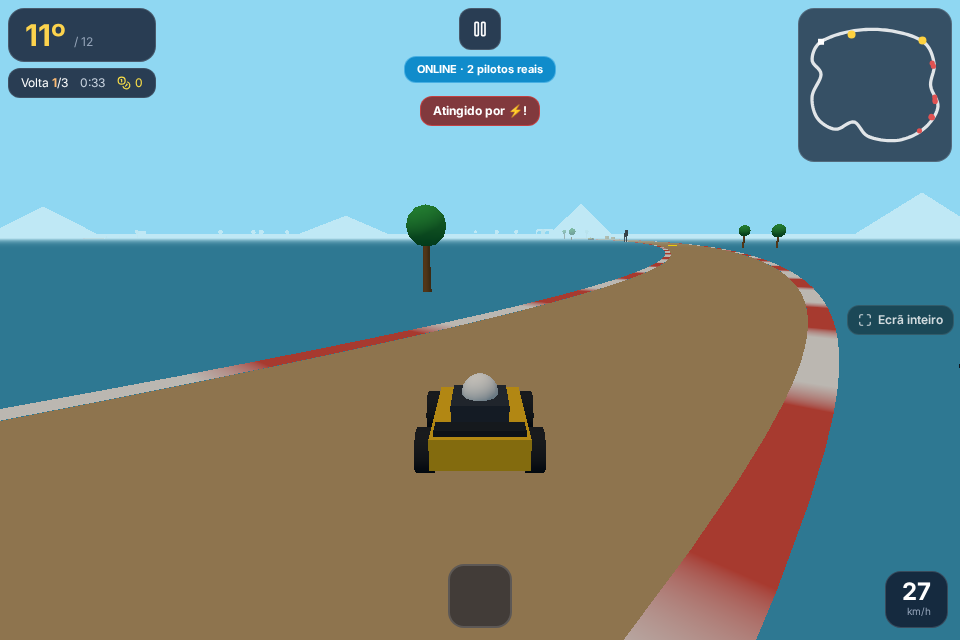 11º / 12
Volta 1/3 0:33 0
ONLINE · 2 pilotos reais
Atingido por ⚡!
Ecrã inteiro
27
km/h